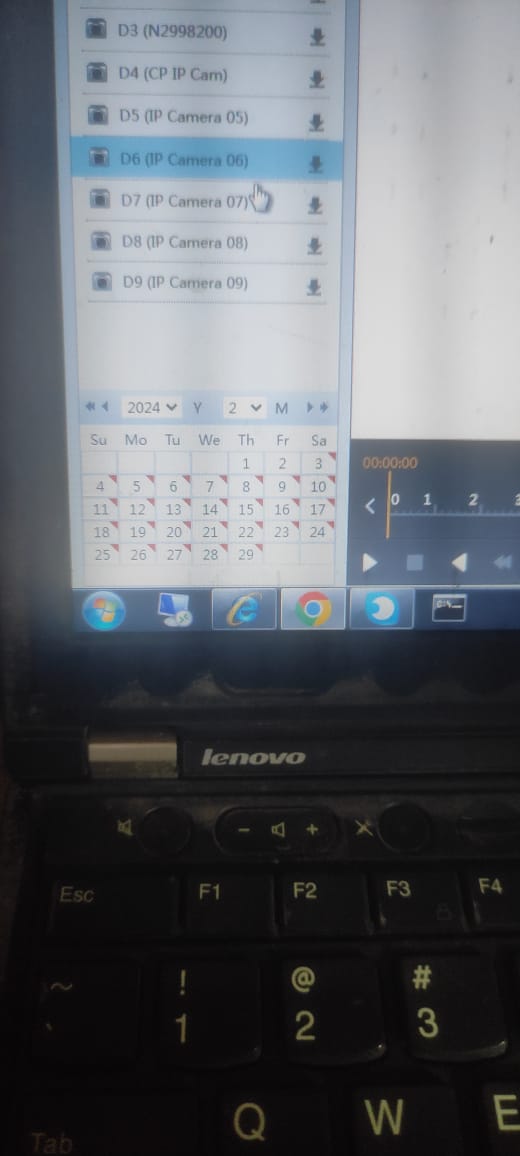 D3 (N2998200)
D4 (CP IP Cam)
D5 (IP Camera 05)
D6 (IP Camera 06)
D7 (IP Camera 07)
D8 (IP Camera 08)
D9 (IP Camera 09)
2024 Y 2 M
Su Mo Tu We Th Fr Sa
1 2 3
4 5 6 7 8 9 10
11 12 13 14 15 16 17
18 19 20 21 22 23 24
25 26 27 28 29
00:00:00
0 1 2 3
lenovo
- +
Esc F1 F2 F3 F4
~ ! @ #
` 1 2 3
Tab Q W E